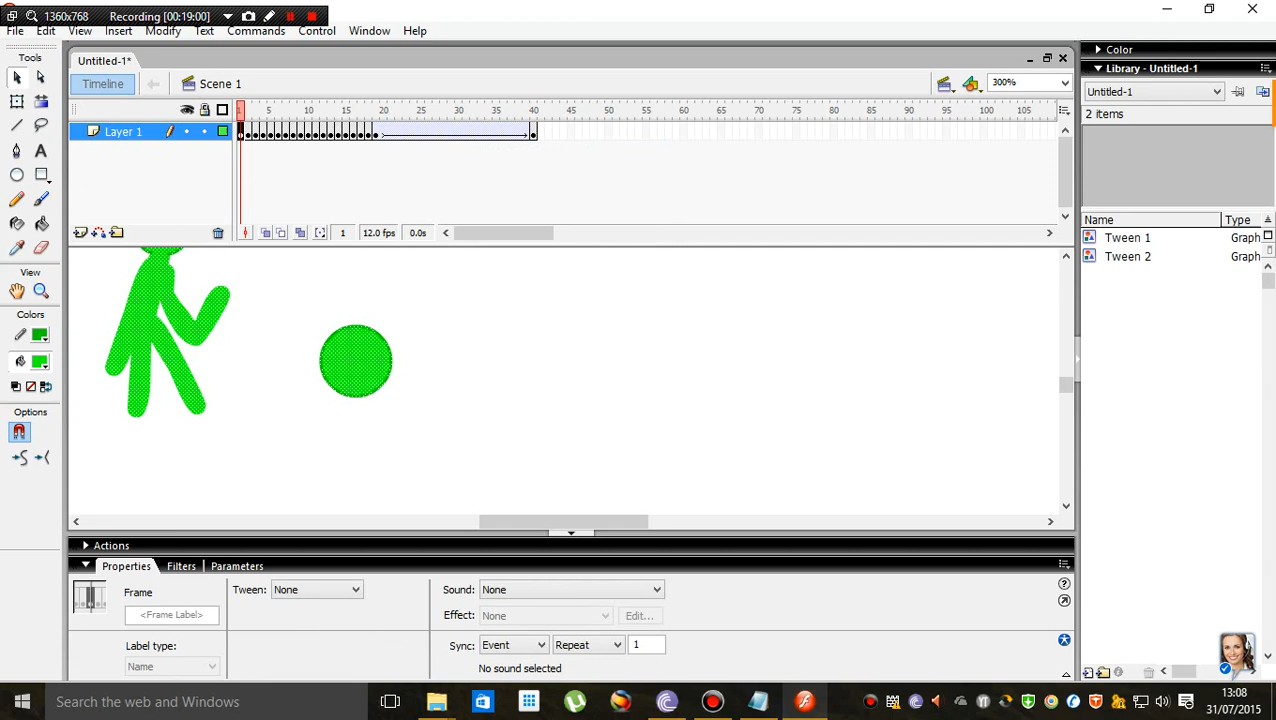 1360x768 Recording [00:19:00]
File Edit View Insert Modify Text Commands Control Window Help
Tools
Untitled-1*
Color
Library - Untitled-1
Timeline
Scene 1
300%
Untitled-1
1 5 10 15 20 25 30 35 40 45 50 55 60 65 70 75 80 85 90 95 100 105
2 items
Layer 1
Name Type
1 12.0 fps 0.0s
Tween 1 Graph
Tween 2 Graph
View
Colors
Options
Actions
Properties Filters Parameters
Frame
<Frame Label>
Label type:
Name
Tween: None
Sound: None
Effect: None Edit...
Sync: Event Repeat 1
No sound selected
Search the web and Windows
13:08
31/07/2015